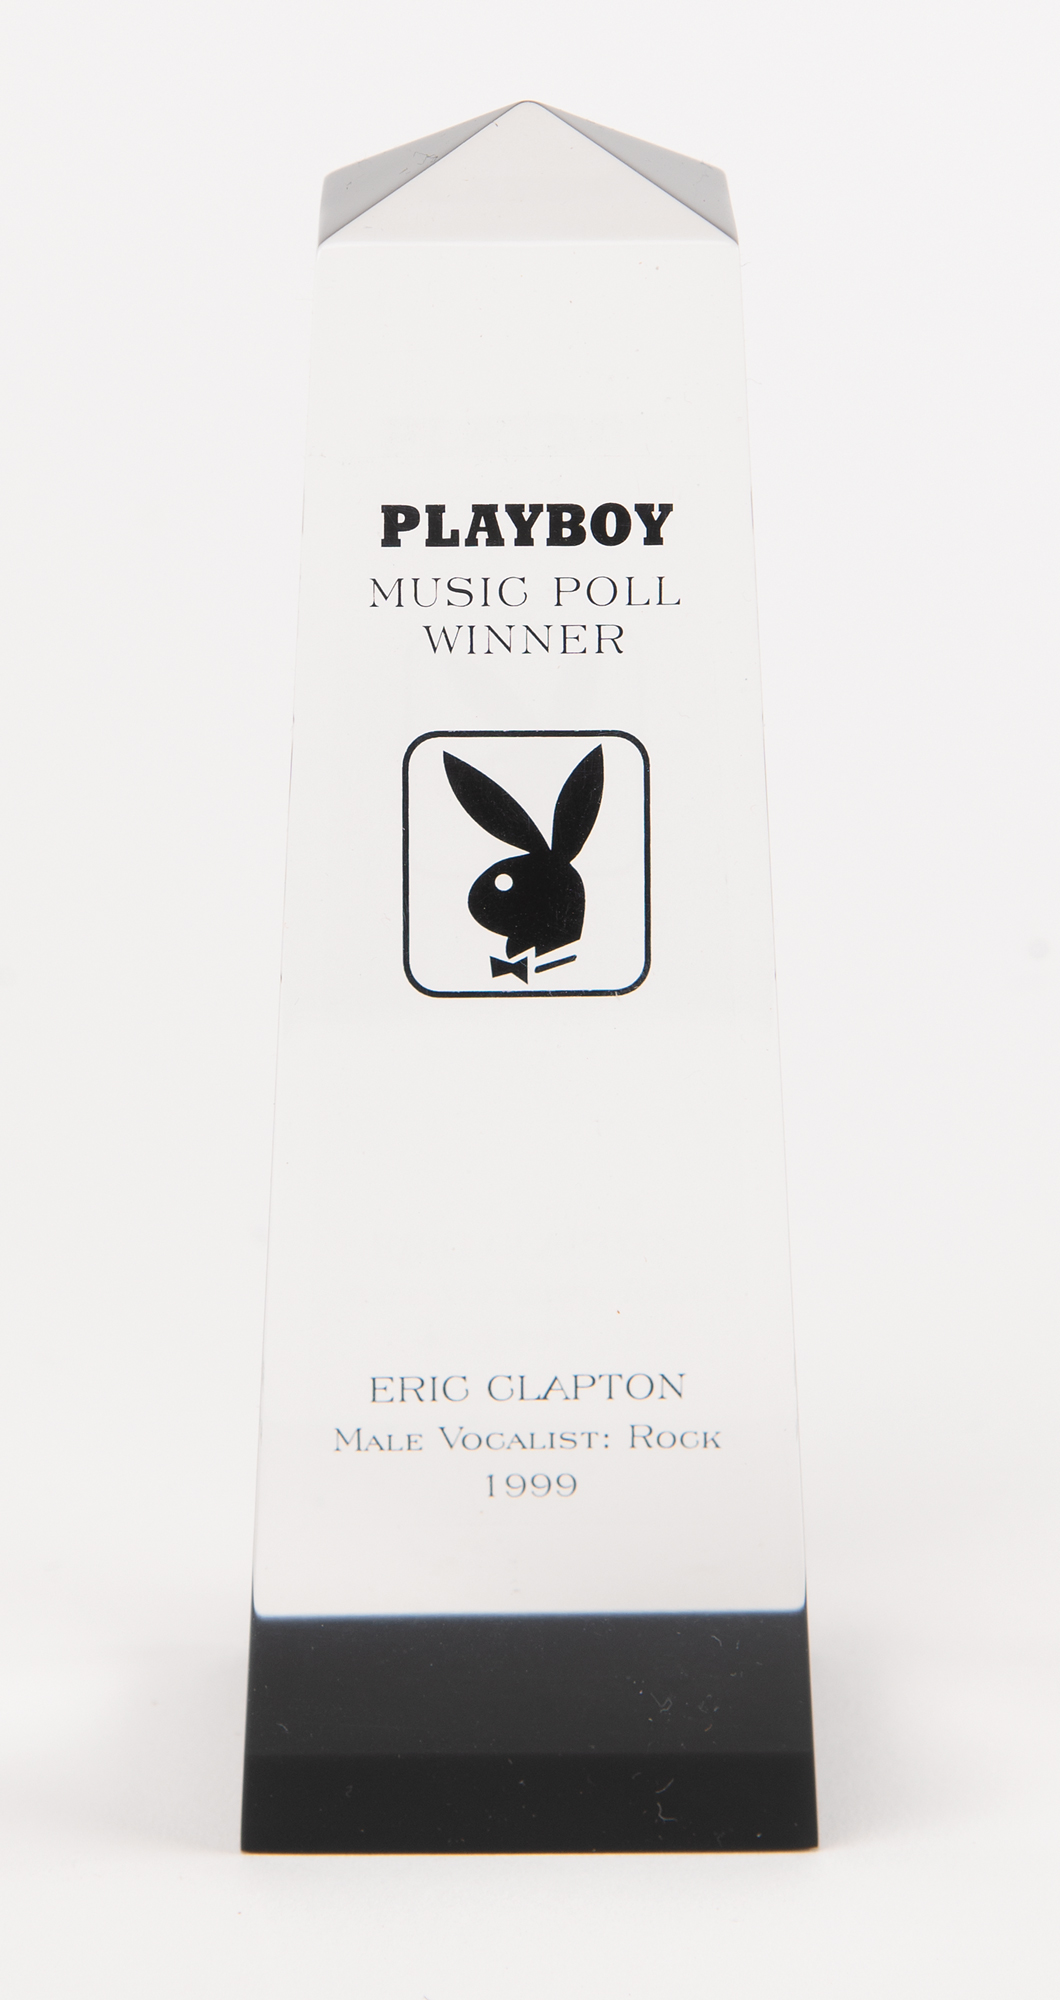 PLAYBOY
MUSIC POLL
WINNER
ERIC CLAPTON
MALE VOCALIST: ROCK
1999